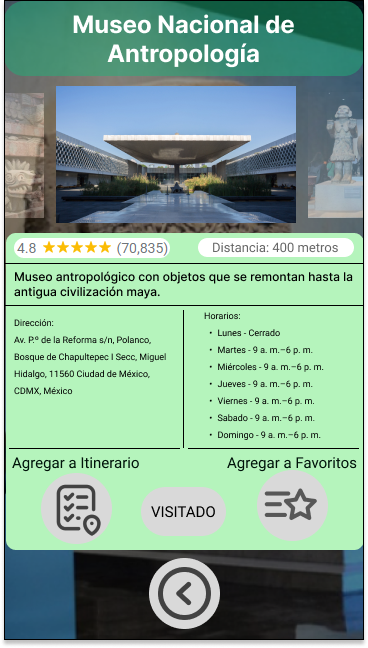 Museo Nacional de
Antropología
4.8 ★★★★★ (70,835)
Distancia: 400 metros
Museo antropológico con objetos que se remontan hasta la
antigua civilización maya.
Dirección:
Av. P.º de la Reforma s/n, Polanco,
Bosque de Chapultepec I Secc, Miguel
Hidalgo, 11560 Ciudad de México,
CDMX, México
Horarios:
• Lunes - Cerrado
• Martes - 9 a. m.–6 p. m.
• Miércoles - 9 a. m.–6 p. m.
• Jueves - 9 a. m.–6 p. m.
• Viernes - 9 a. m.–6 p. m.
• Sabado - 9 a. m.–6 p. m.
• Domingo - 9 a. m.–6 p. m.
Agregar a Itinerario
Agregar a Favoritos
VISITADO